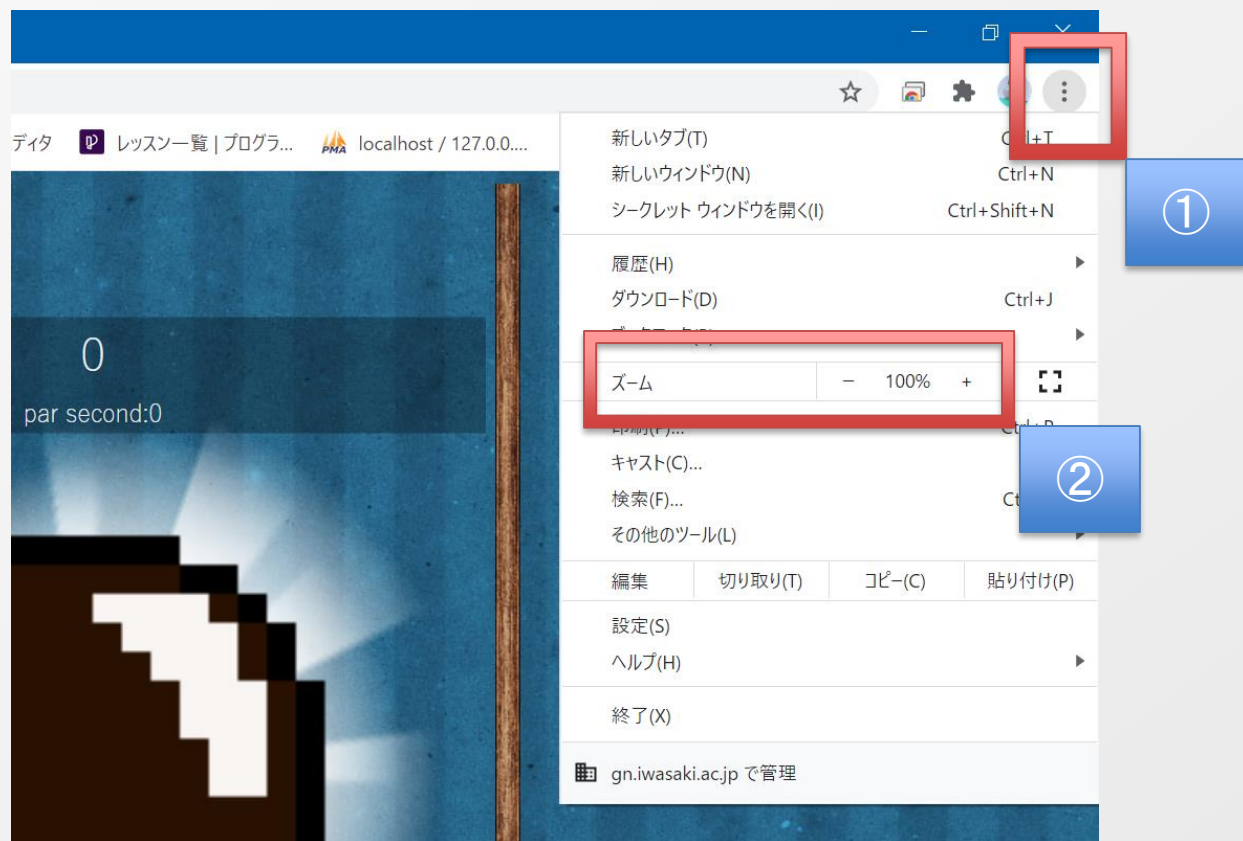 ディタ レッスン一覧 | プログラ... PMA localhost / 127.0.0....
0
par second:0
新しいタブ(T) Ctrl+T
新しいウィンドウ(N) Ctrl+N
シークレット ウィンドウを開く(I) Ctrl+Shift+N
①
履歴(H)
ダウンロード(D) Ctrl+J
ズーム − 100% +
印刷(P)... Ctrl+P
②
キャスト(C)...
検索(F)...
その他のツール(L)
編集 切り取り(T) コピー(C) 貼り付け(P)
設定(S)
ヘルプ(H)
終了(X)
gn.iwasaki.ac.jp で管理